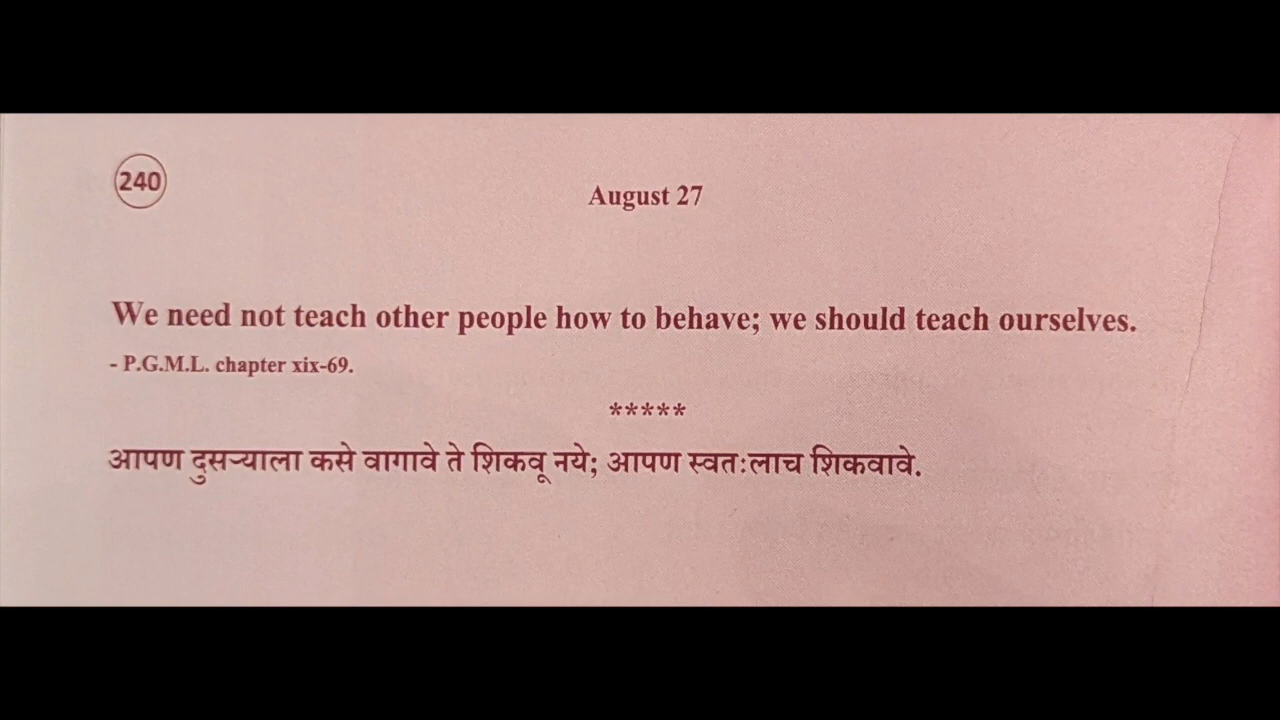 240
August 27
We need not teach other people how to behave; we should teach ourselves.
- P.G.M.L. chapter xix-69.
*****
आपण दुसऱ्याला कसे वागावे ते शिकवू नये; आपण स्वतःलाच शिकवावे.